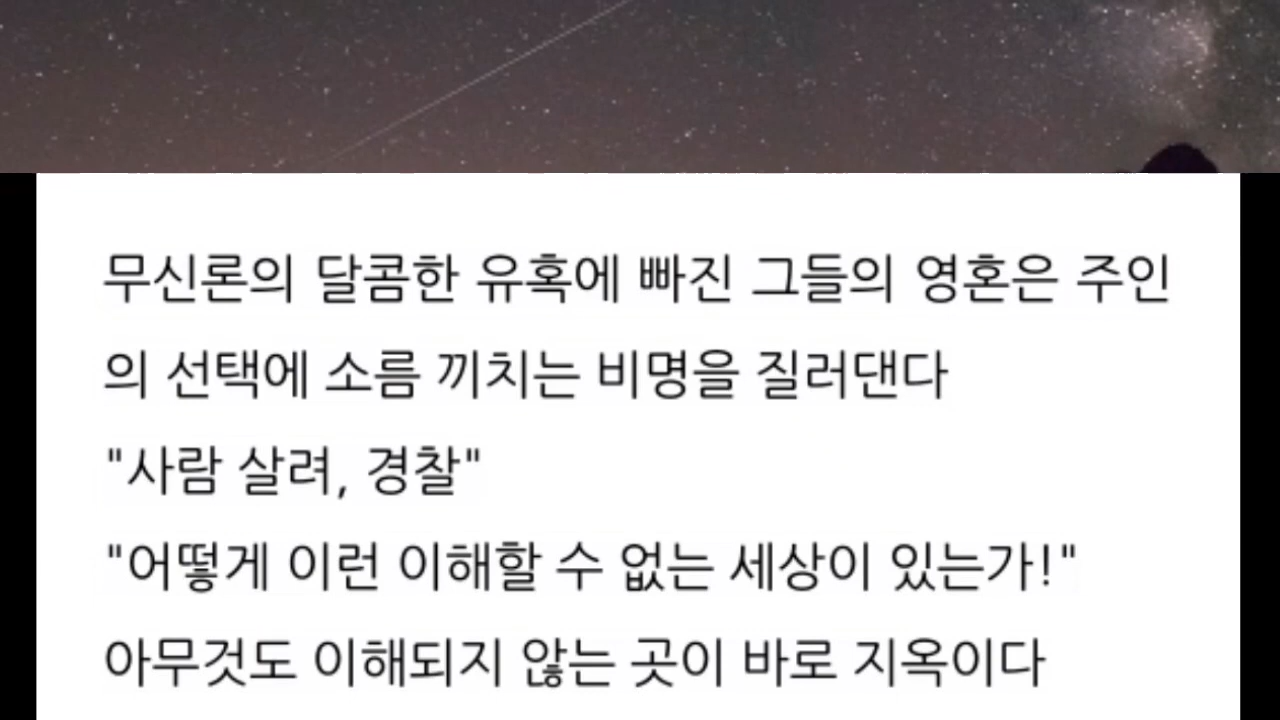 무신론의 달콤한 유혹에 빠진 그들의 영혼은 주인
의 선택에 소름 끼치는 비명을 질러댄다
"사람 살려, 경찰"
"어떻게 이런 이해할 수 없는 세상이 있는가!"
아무것도 이해되지 않는 곳이 바로 지옥이다